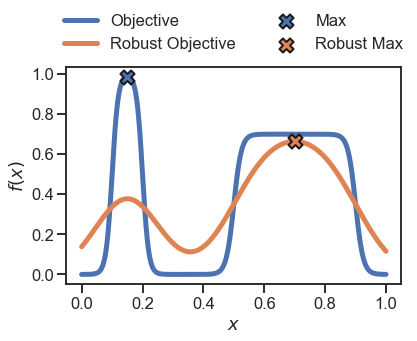 Objective
Robust Objective
Max
Robust Max
1.0
0.8
0.6
0.4
0.2
0.0
f(x)
0.0 0.2 0.4 0.6 0.8 1.0
x